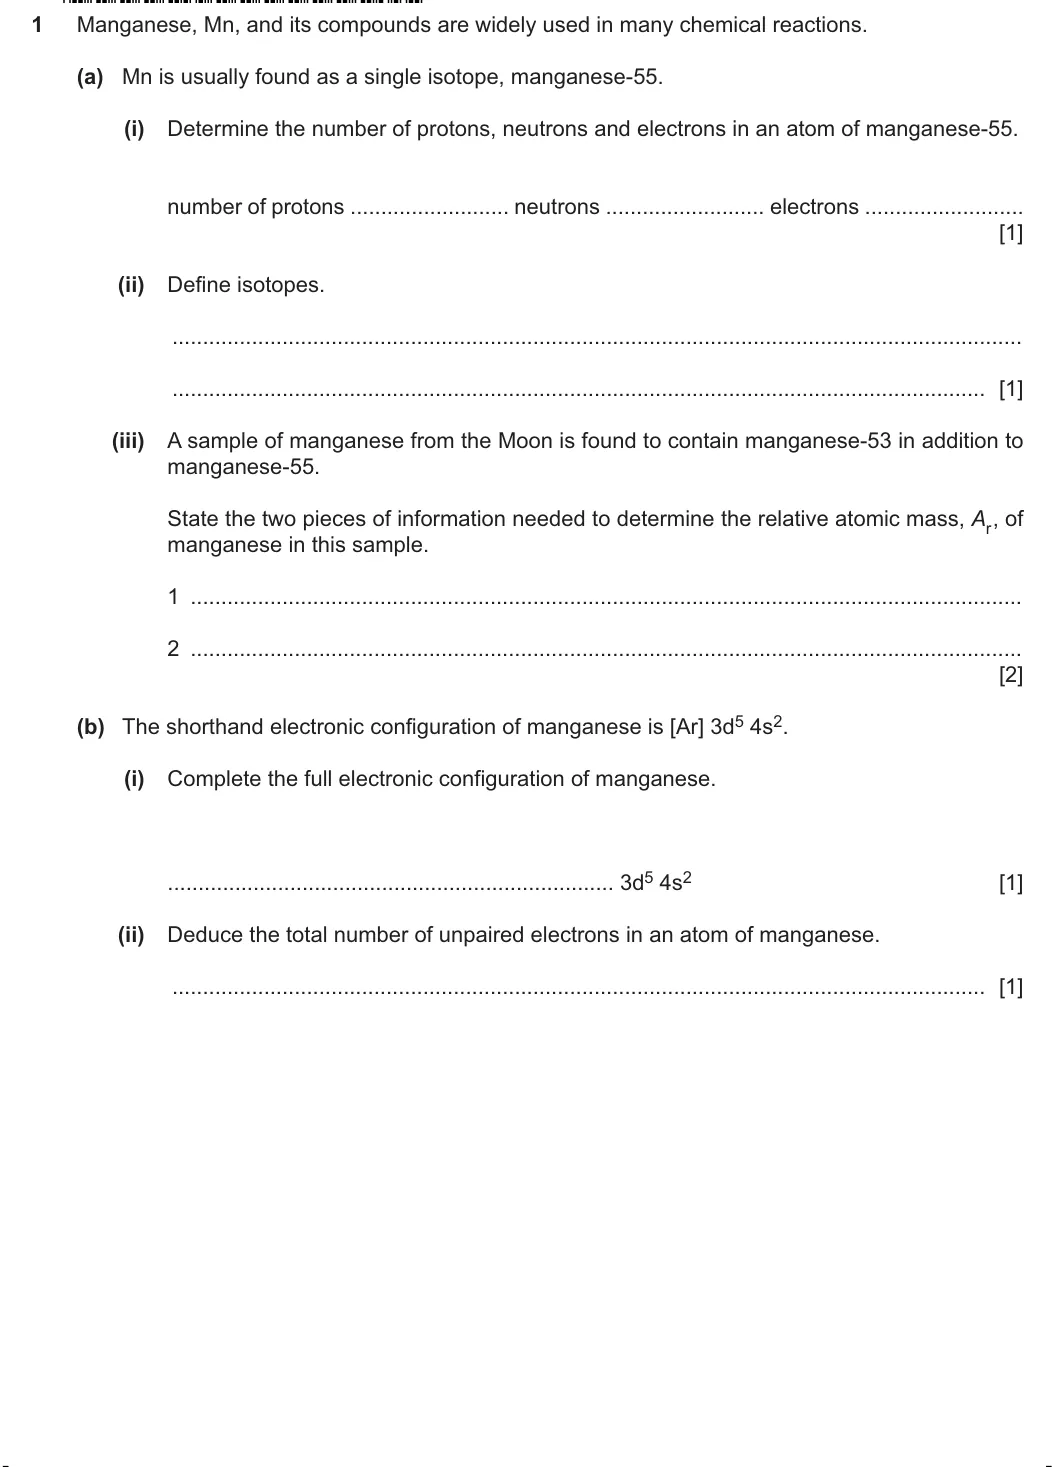 1 Manganese, Mn, and its compounds are widely used in many chemical reactions.
(a) Mn is usually found as a single isotope, manganese-55.
(i) Determine the number of protons, neutrons and electrons in an atom of manganese-55.
number of protons .......................... neutrons .......................... electrons ..........................
[1]
(ii) Define isotopes.
............................................................................................................................................
...................................................................................................................................... [1]
(iii) A sample of manganese from the Moon is found to contain manganese-53 in addition to
manganese-55.
State the two pieces of information needed to determine the relative atomic mass, Aᵣ, of
manganese in this sample.
1 .........................................................................................................................................
2 .........................................................................................................................................
[2]
(b) The shorthand electronic configuration of manganese is [Ar] 3d⁵ 4s².
(i) Complete the full electronic configuration of manganese.
......................................................................... 3d⁵ 4s² [1]
(ii) Deduce the total number of unpaired electrons in an atom of manganese.
...................................................................................................................................... [1]